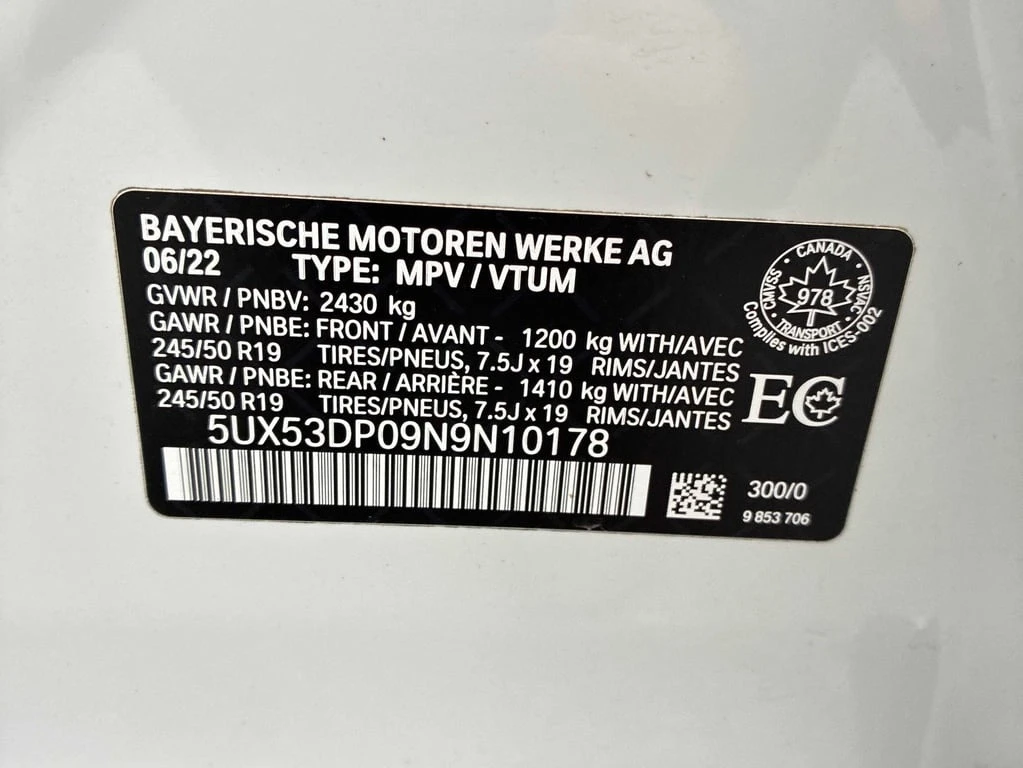 BAYERISCHE MOTOREN WERKE AG
06/22 TYPE: MPV / VTUM
GVWR / PNBV: 2430 kg
GAWR / PNBE: FRONT / AVANT - 1200 kg WITH/AVEC
245/50 R19 TIRES/PNEUS, 7.5J x 19 RIMS/JANTES
GAWR / PNBE: REAR / ARRIÈRE - 1410 kg WITH/AVEC
245/50 R19 TIRES/PNEUS, 7.5J x 19 RIMS/JANTES
5UX53DP09N9N10178
CANADA
CMVSS
NSVAC
978
TRANSPORT
Complies with ICES-002
EC
300/0
9 853 706